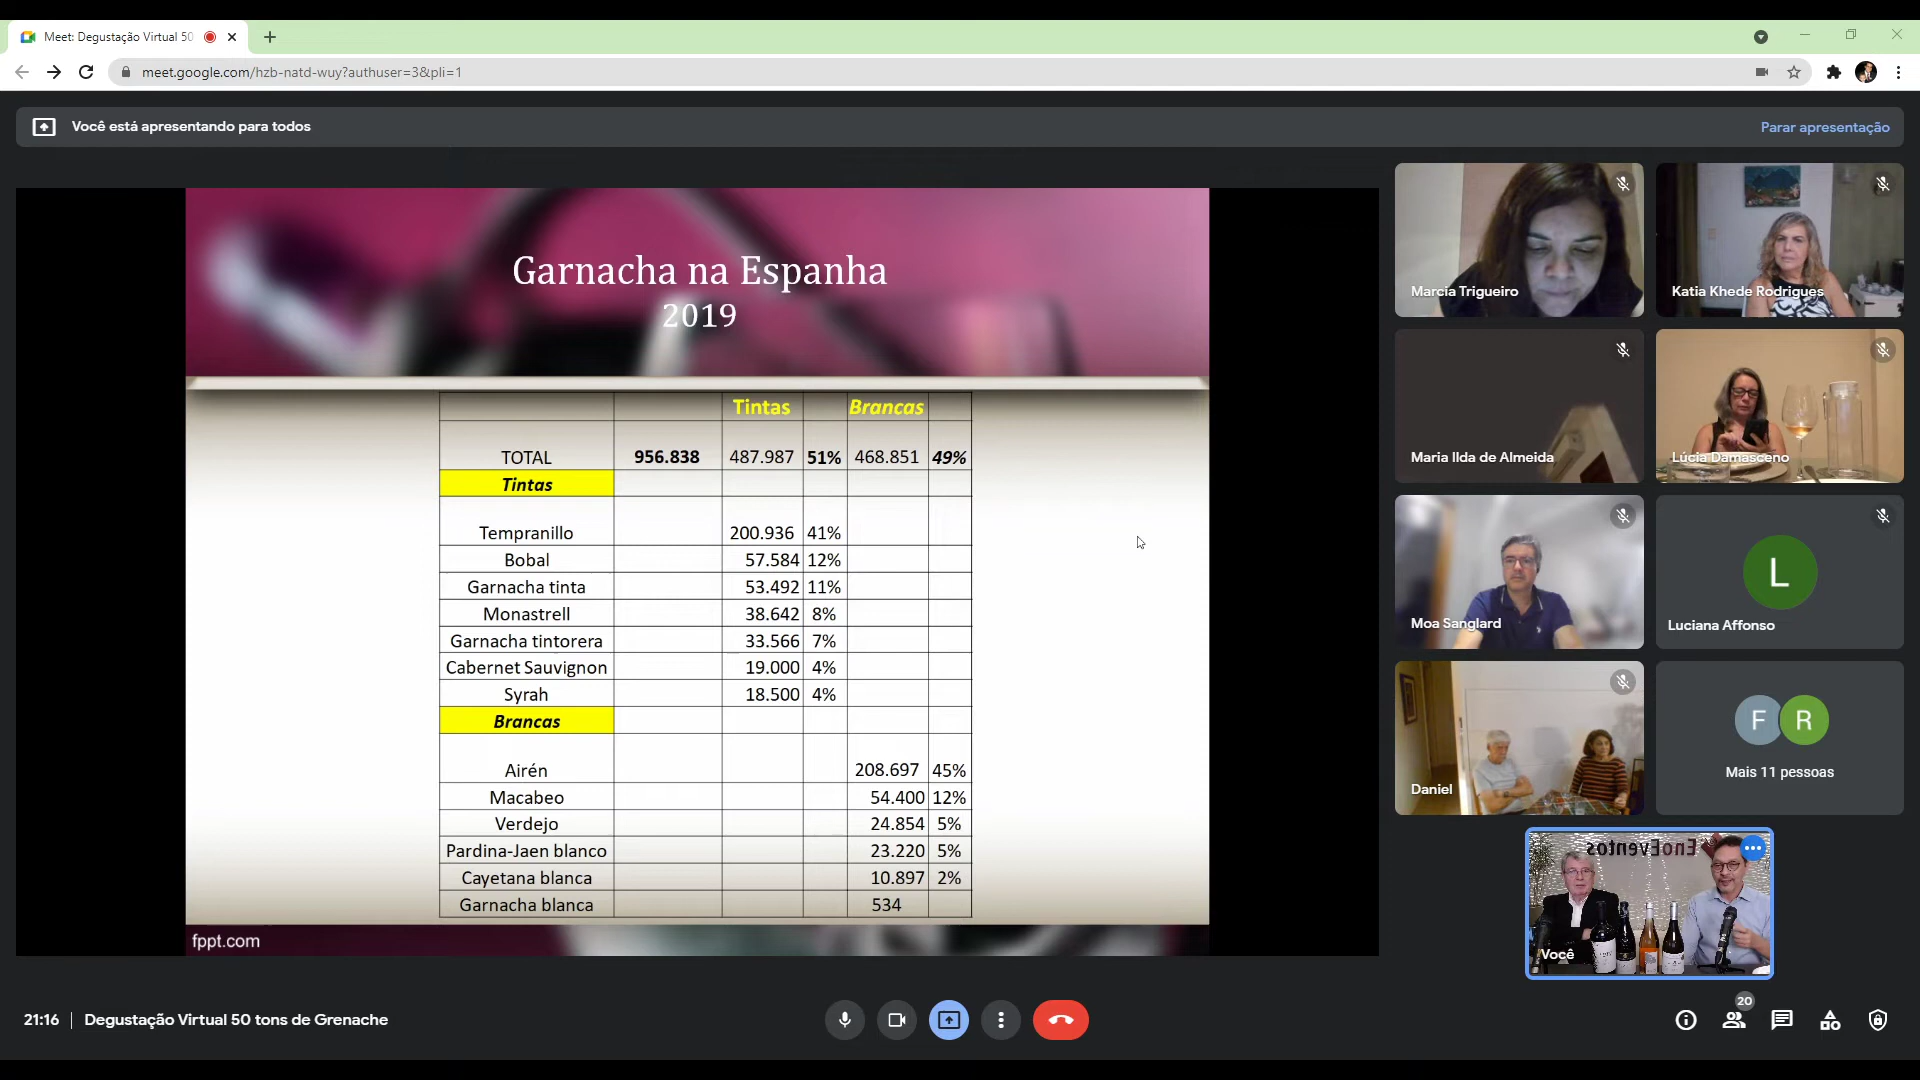 Meet: Degustação Virtual 50
meet.google.com/hzb-natd-wuy?authuser=3&pli=1
Você está apresentando para todos
Parar apresentação
Garnacha na Espanha
2019
Tintas Brancas
TOTAL 956.838 487.987 51% 468.851 49%
Tintas
Tempranillo 200.936 41%
Bobal 57.584 12%
Garnacha tinta 53.492 11%
Monastrell 38.642 8%
Garnacha tintorera 33.566 7%
Cabernet Sauvignon 19.000 4%
Syrah 18.500 4%
Brancas
Airén 208.697 45%
Macabeo 54.400 12%
Verdejo 24.854 5%
Pardina-Jaen blanco 23.220 5%
Cayetana blanca 10.897 2%
Garnacha blanca 534
fppt.com
Marcia Trigueiro
Katia Khede Rodrigues
Maria Ilda de Almeida
Lúcia Damasceno
Moa Sanglard
L
Luciana Affonso
Daniel
F R
Mais 11 pessoas
EnoEventos
Você
21:16 | Degustação Virtual 50 tons de Grenache
20